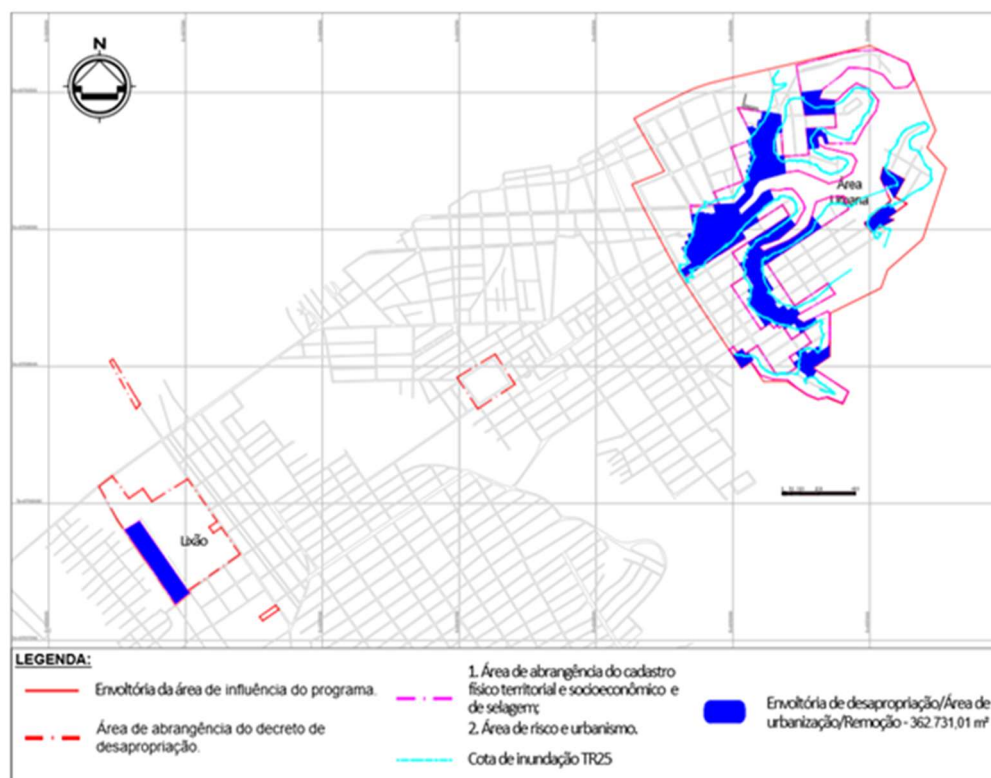 N
Área
Urbana
Lixão
LEGENDA:
Envoltória da área de influência do programa.
Área de abrangência do decreto de
desapropriação.
1. Área de abrangência do cadastro
físico territorial e socioeconômico e
de selagem;
2. Área de risco e urbanismo.
Cota de inundação TR25
Envoltória de desapropriação/Área de
urbanização/Remoção - 362.731,01 m²